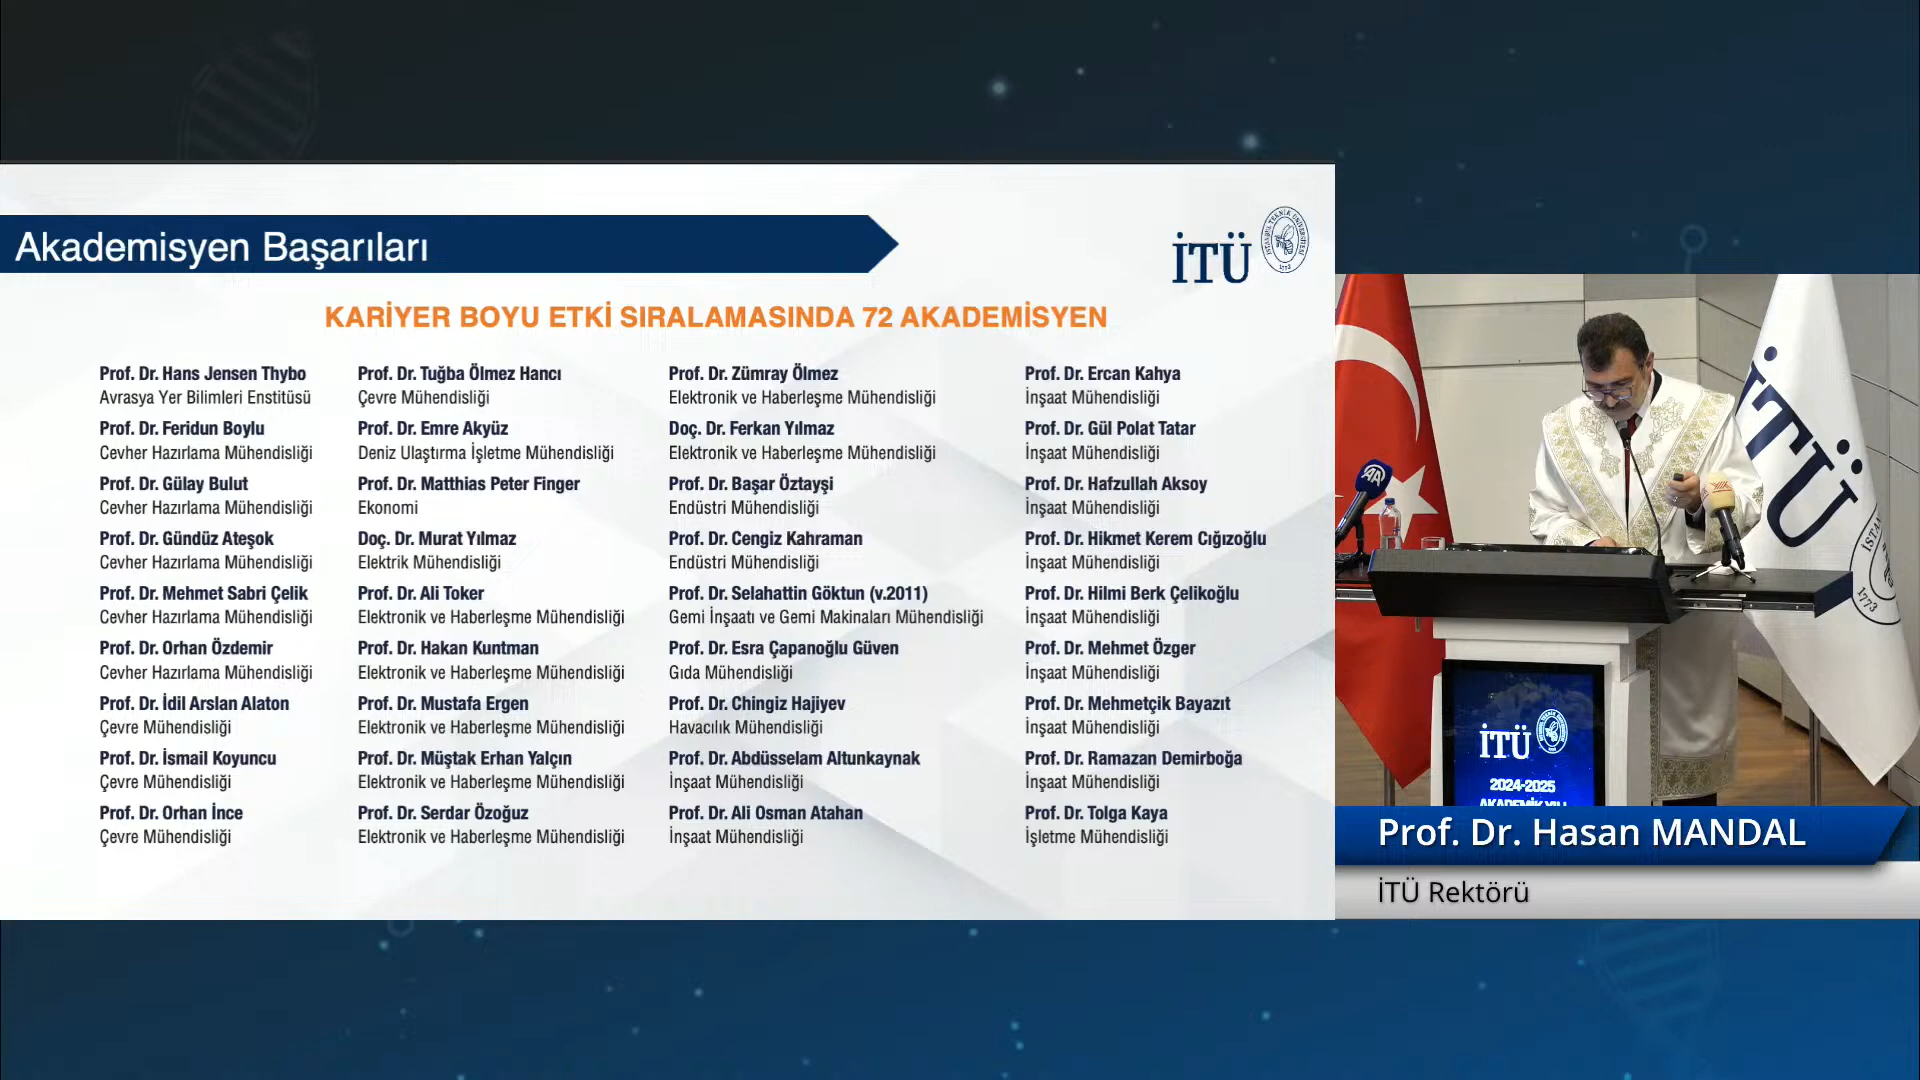 Akademisyen Başarıları
İTÜ
İSTANBUL TEKNİK ÜNİVERSİTESİ
1773
KARİYER BOYU ETKİ SIRALAMASINDA 72 AKADEMİSYEN
Prof. Dr. Hans Jensen Thybo
Avrasya Yer Bilimleri Enstitüsü
Prof. Dr. Feridun Boylu
Cevher Hazırlama Mühendisliği
Prof. Dr. Gülay Bulut
Cevher Hazırlama Mühendisliği
Prof. Dr. Gündüz Ateşok
Cevher Hazırlama Mühendisliği
Prof. Dr. Mehmet Sabri Çelik
Cevher Hazırlama Mühendisliği
Prof. Dr. Orhan Özdemir
Cevher Hazırlama Mühendisliği
Prof. Dr. İdil Arslan Alaton
Çevre Mühendisliği
Prof. Dr. İsmail Koyuncu
Çevre Mühendisliği
Prof. Dr. Orhan İnce
Çevre Mühendisliği
Prof. Dr. Tuğba Ölmez Hancı
Çevre Mühendisliği
Prof. Dr. Emre Akyüz
Deniz Ulaştırma İşletme Mühendisliği
Prof. Dr. Matthias Peter Finger
Ekonomi
Doç. Dr. Murat Yılmaz
Elektrik Mühendisliği
Prof. Dr. Ali Toker
Elektronik ve Haberleşme Mühendisliği
Prof. Dr. Hakan Kuntman
Elektronik ve Haberleşme Mühendisliği
Prof. Dr. Mustafa Ergen
Elektronik ve Haberleşme Mühendisliği
Prof. Dr. Müştak Erhan Yalçın
Elektronik ve Haberleşme Mühendisliği
Prof. Dr. Serdar Özoğuz
Elektronik ve Haberleşme Mühendisliği
Prof. Dr. Zümray Ölmez
Elektronik ve Haberleşme Mühendisliği
Doç. Dr. Ferkan Yılmaz
Elektronik ve Haberleşme Mühendisliği
Prof. Dr. Başar Öztayşi
Endüstri Mühendisliği
Prof. Dr. Cengiz Kahraman
Endüstri Mühendisliği
Prof. Dr. Selahattin Göktun (v.2011)
Gemi İnşaatı ve Gemi Makinaları Mühendisliği
Prof. Dr. Esra Çapanoğlu Güven
Gıda Mühendisliği
Prof. Dr. Chingiz Hajiyev
Havacılık Mühendisliği
Prof. Dr. Abdüsselam Altunkaynak
İnşaat Mühendisliği
Prof. Dr. Ali Osman Atahan
İnşaat Mühendisliği
Prof. Dr. Ercan Kahya
İnşaat Mühendisliği
Prof. Dr. Gül Polat Tatar
İnşaat Mühendisliği
Prof. Dr. Hafzullah Aksoy
İnşaat Mühendisliği
Prof. Dr. Hikmet Kerem Cığızoğlu
İnşaat Mühendisliği
Prof. Dr. Hilmi Berk Çelikoğlu
İnşaat Mühendisliği
Prof. Dr. Mehmet Özger
İnşaat Mühendisliği
Prof. Dr. Mehmetçik Bayazıt
İnşaat Mühendisliği
Prof. Dr. Ramazan Demirboğa
İnşaat Mühendisliği
Prof. Dr. Tolga Kaya
İşletme Mühendisliği
AA
İTÜ
1773
İTÜ
2024-2025
AKADEMİK YILI
Prof. Dr. Hasan MANDAL
İTÜ Rektörü